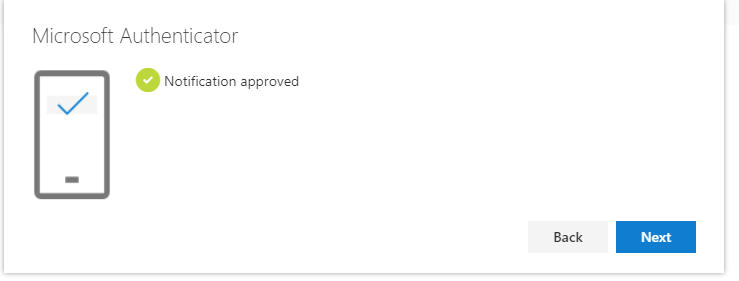 Microsoft Authenticator
Notification approved
Back
Next